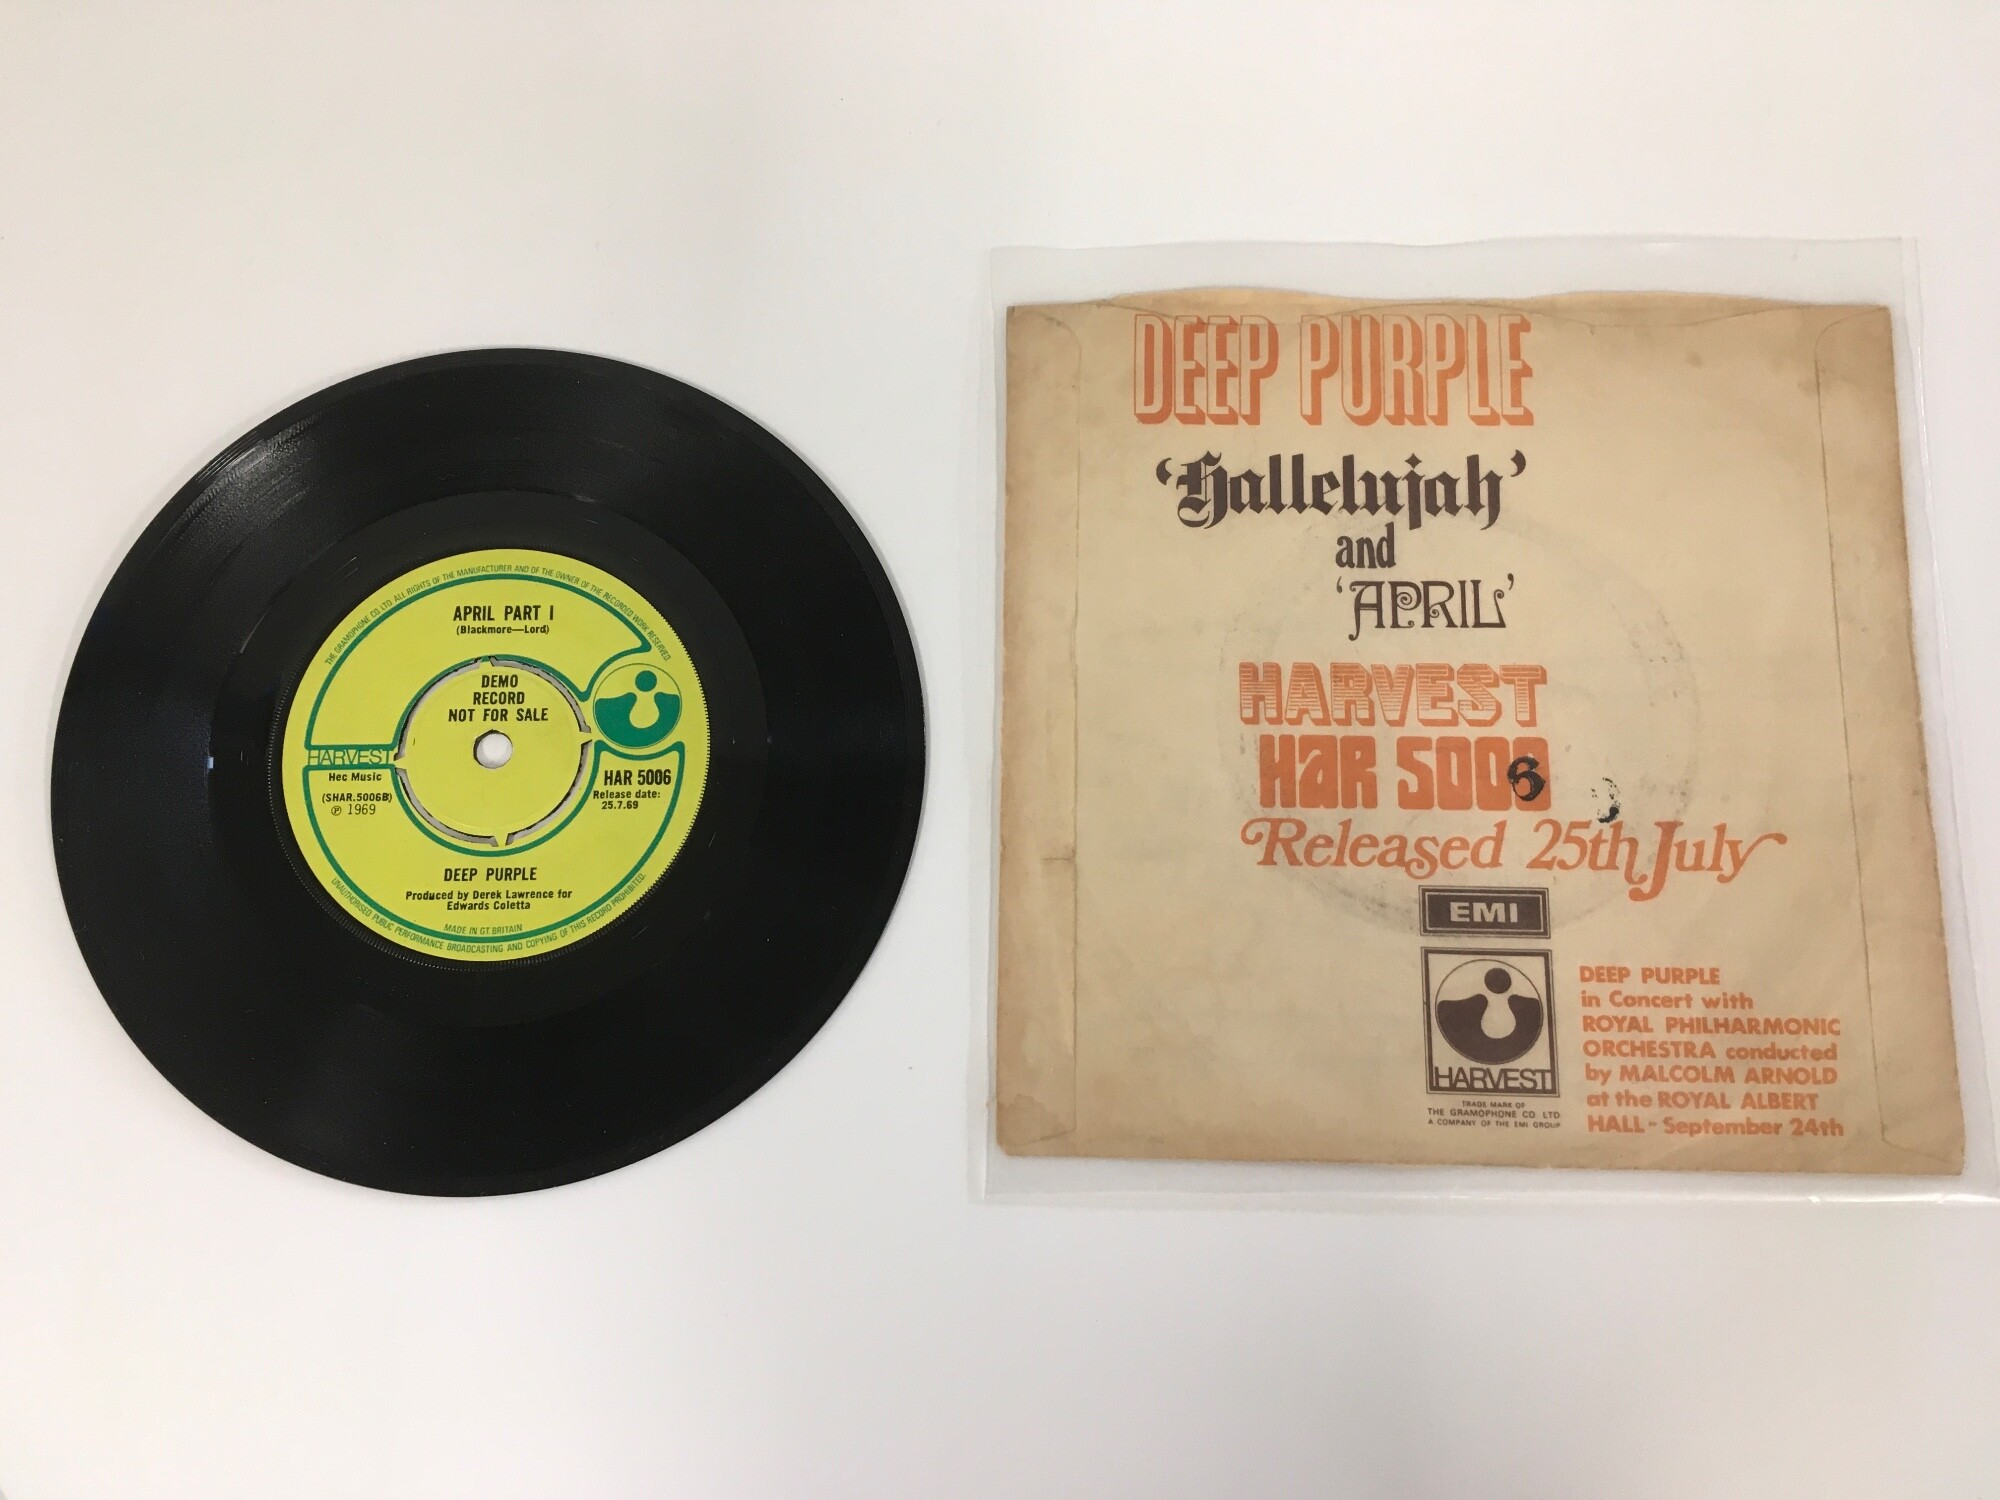 THE GRAMOPHONE CO. LTD. ALL RIGHTS OF THE MANUFACTURER AND OF THE OWNER OF THE RECORDED WORK RESERVED.
APRIL PART I
(Blackmore—Lord)
DEMO
RECORD
NOT FOR SALE
HARVEST
Hec Music
(SHAR.5006B)
℗ 1969
HAR 5006
Release date:
25.7.69
DEEP PURPLE
Produced by Derek Lawrence for
Edwards Coletta
MADE IN GT. BRITAIN
UNAUTHORISED PUBLIC PERFORMANCE BROADCASTING AND COPYING OF THIS RECORD PROHIBITED.
DEEP PURPLE
‘Hallelujah’
and
‘APRIL’
HARVEST
HAR 5006
Released 25th July
EMI
HARVEST
TRADE MARK OF
THE GRAMOPHONE CO. LTD.
A COMPANY OF THE EMI GROUP
DEEP PURPLE
in Concert with
ROYAL PHILHARMONIC
ORCHESTRA conducted
by MALCOLM ARNOLD
at the ROYAL ALBERT
HALL - September 24th